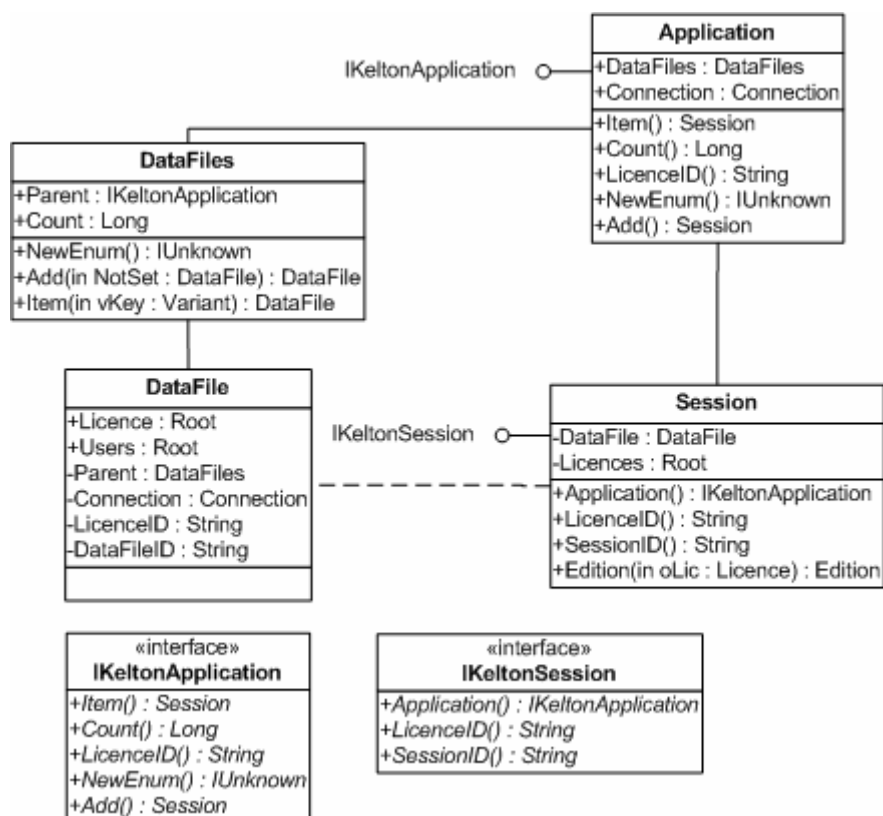 Application
IKeltonApplication
+DataFiles : DataFiles
+Connection : Connection
+Item() : Session
+Count() : Long
+LicenceID() : String
+NewEnum() : IUnknown
+Add() : Session
DataFiles
+Parent : IKeltonApplication
+Count : Long
+NewEnum() : IUnknown
+Add(in NotSet : DataFile) : DataFile
+Item(in vKey : Variant) : DataFile
DataFile
+Licence : Root
+Users : Root
-Parent : DataFiles
-Connection : Connection
-LicenceID : String
-DataFileID : String
Session
IKeltonSession
-DataFile : DataFile
-Licences : Root
+Application() : IKeltonApplication
+LicenceID() : String
+SessionID() : String
+Edition(in oLic : Licence) : Edition
«interface»
IKeltonApplication
+Item() : Session
+Count() : Long
+LicenceID() : String
+NewEnum() : IUnknown
+Add() : Session
«interface»
IKeltonSession
+Application() : IKeltonApplication
+LicenceID() : String
+SessionID() : String